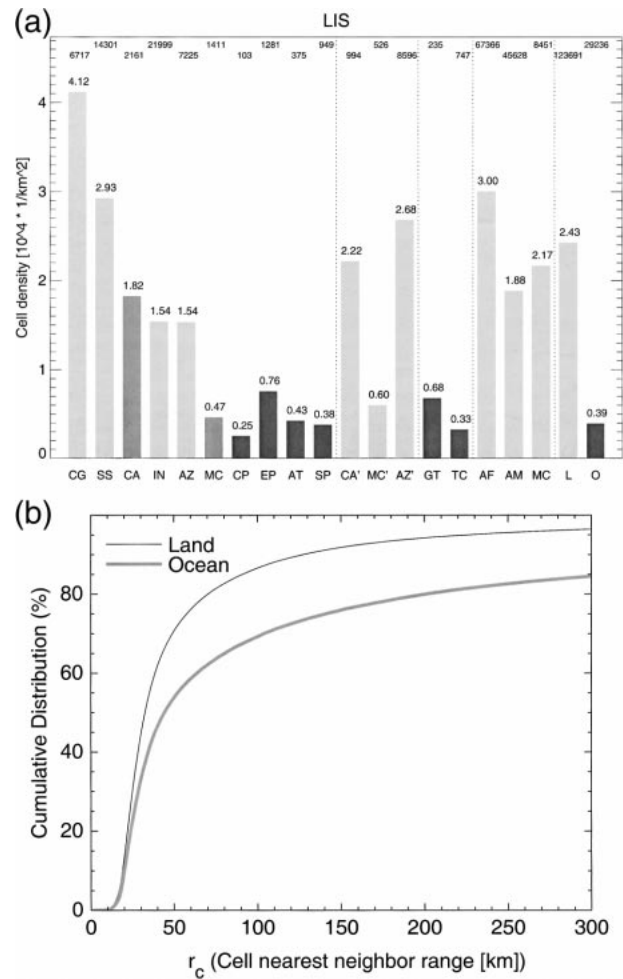 (a)
LIS
14301 21999 1411 1281 949 526 235 67366 8451 29236
6717 2161 7225 103 375 994 8596 747 45628 123691
Cell density [10^4 * 1/km^2]
4
3
2
1
0
4.12 2.93 1.82 1.54 1.54 0.47 0.25 0.76 0.43 0.38 2.22 0.60 2.68 0.68 0.33 3.00 1.88 2.17 2.43 0.39
CG SS CA IN AZ MC CP EP AT SP CA' MC' AZ' GT TC AF AM MC L O
(b)
Land
Ocean
Cumulative Distribution (%)
80
60
40
20
0
0 50 100 150 200 250 300
r_c (Cell nearest neighbor range [km])